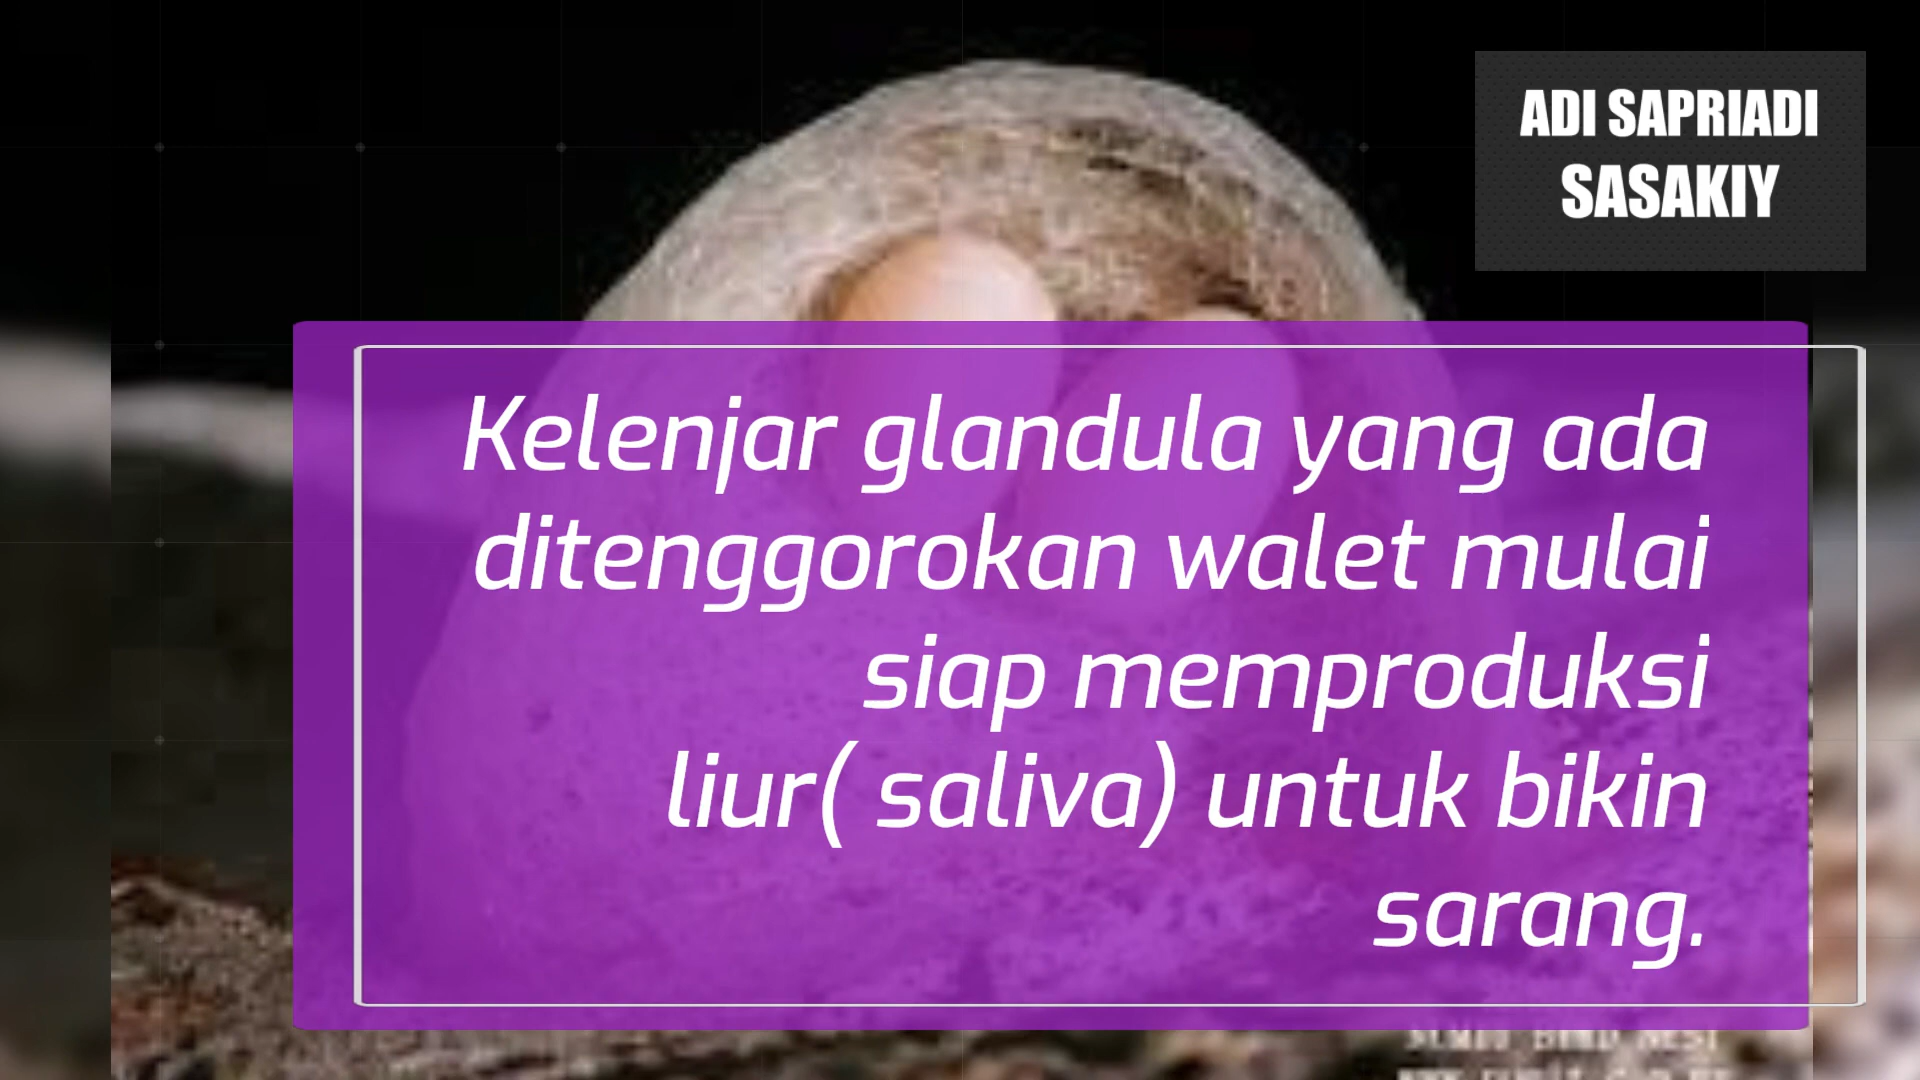 ADI SAPRIADI
SASAKIY
Kelenjar glandula yang ada
ditenggorokan walet mulai
siap memproduksi
liur( saliva) untuk bikin
sarang.